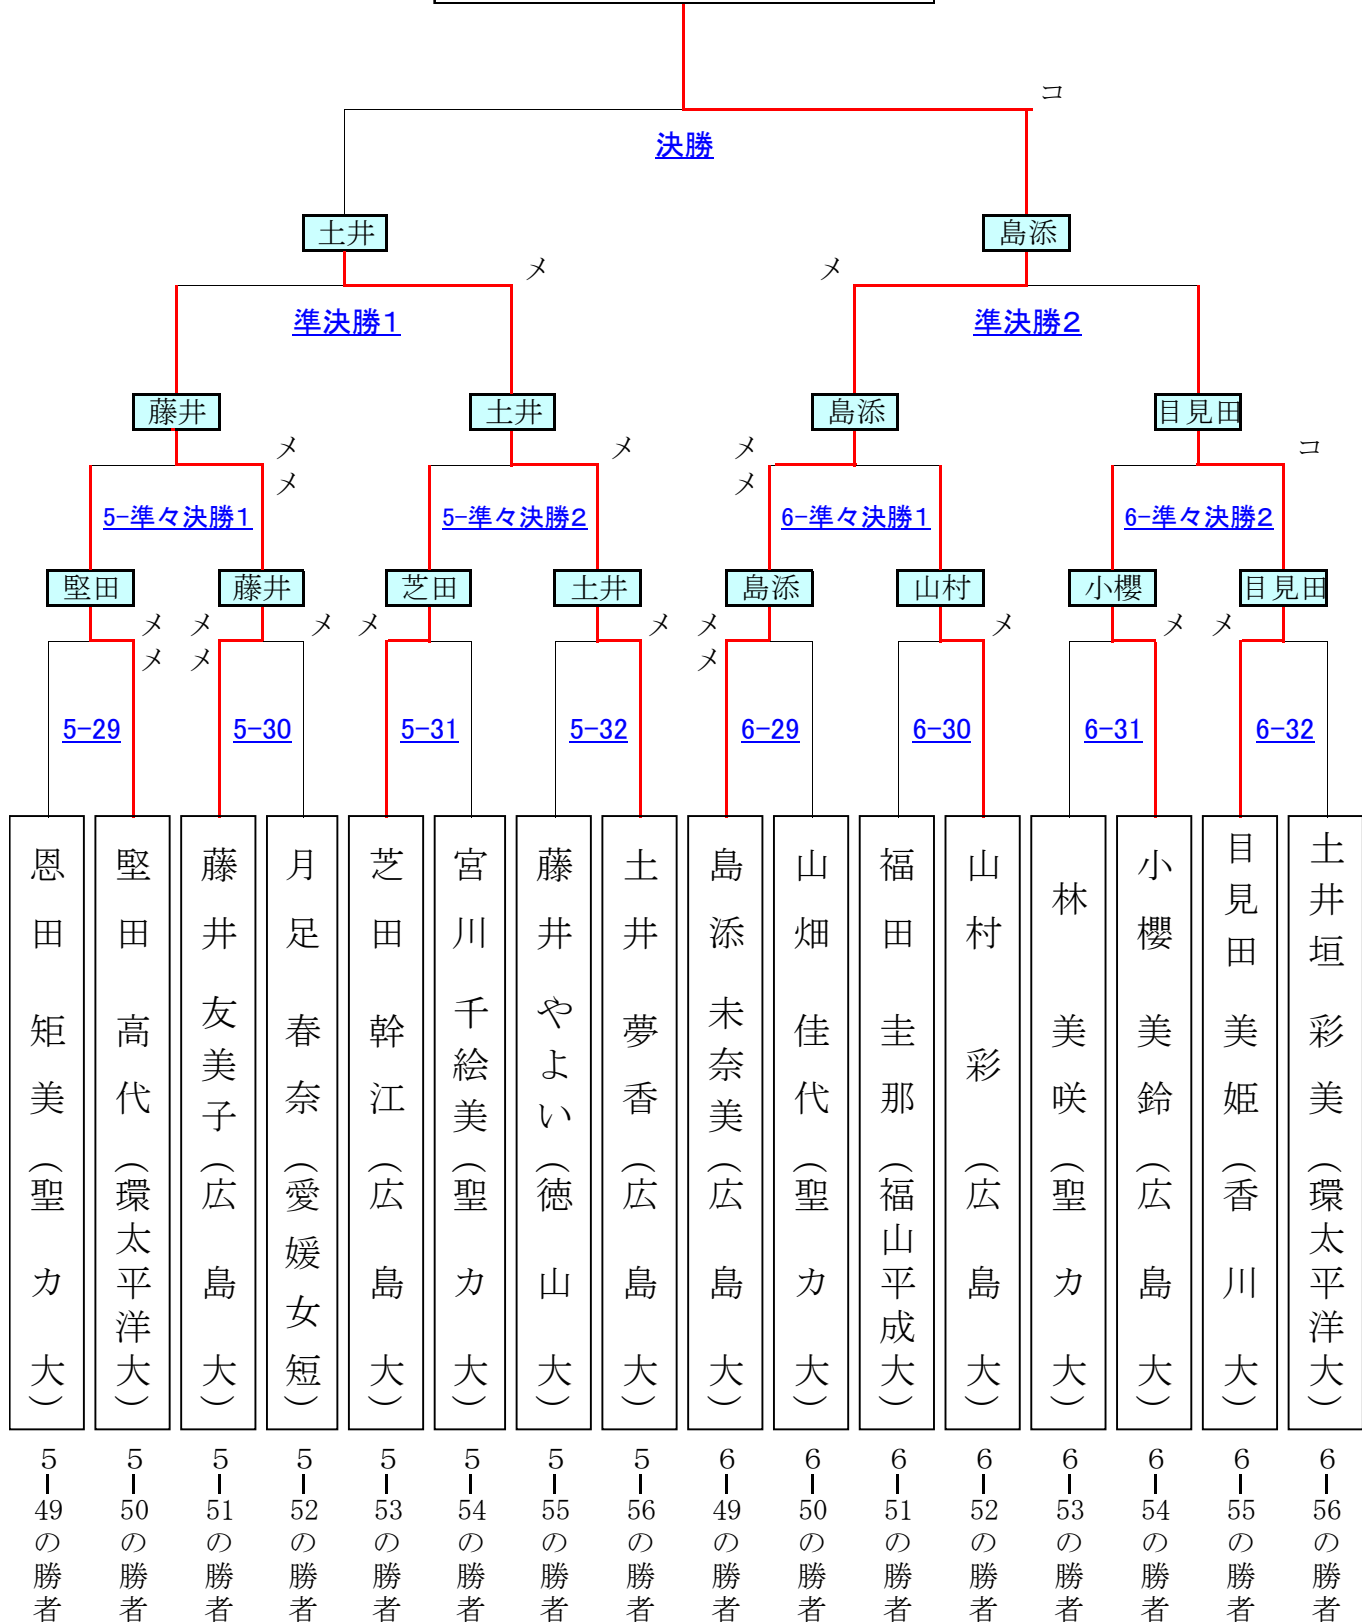 コ
決勝
土井
島添
メ
メ
準決勝1
準決勝2
藤井
土井
島添
目見田
メ
メ
メ
メ
メ
コ
5-準々決勝1
5-準々決勝2
6-準々決勝1
6-準々決勝2
堅田
藤井
芝田
土井
島添
山村
小櫻
目見田
メ
メ
メ
メ
メ
メ
メ
メ
メ
メ
メ
メ
5-29
5-30
5-31
5-32
6-29
6-30
6-31
6-32
恩田 矩美 (聖カ大)
堅田 高代 (環太平洋大)
藤井 友美子 (広島大)
月足 春奈 (愛媛女短)
芝田 幹江 (広島大)
宮川 千絵美 (聖カ大)
藤井 やよい (徳山大)
土井 夢香 (広島大)
島添 未奈美 (広島大)
山畑 佳代 (聖カ大)
福田 圭那 (福山平成大)
山村 彩 (広島大)
林 美咲 (聖カ大)
小櫻 美鈴 (広島大)
目見田 美姫 (香川大)
土井垣 彩美 (環太平洋大)
5-49の勝者
5-50の勝者
5-51の勝者
5-52の勝者
5-53の勝者
5-54の勝者
5-55の勝者
5-56の勝者
6-49の勝者
6-50の勝者
6-51の勝者
6-52の勝者
6-53の勝者
6-54の勝者
6-55の勝者
6-56の勝者